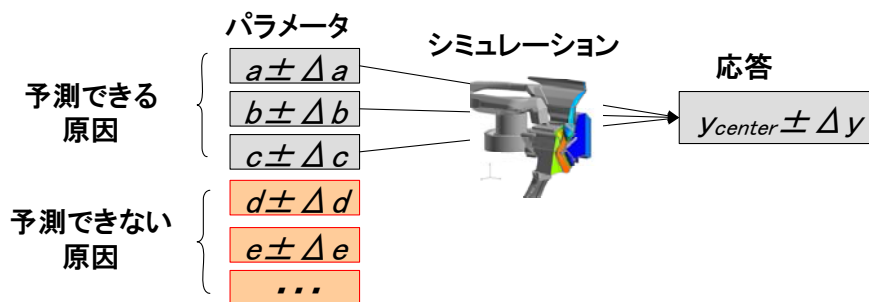 パラメータ
シミュレーション
応答
予測できる
原因
a±Δa
b±Δb
c±Δc
ycenter±Δy
予測できない
原因
d±Δd
e±Δe
・・・